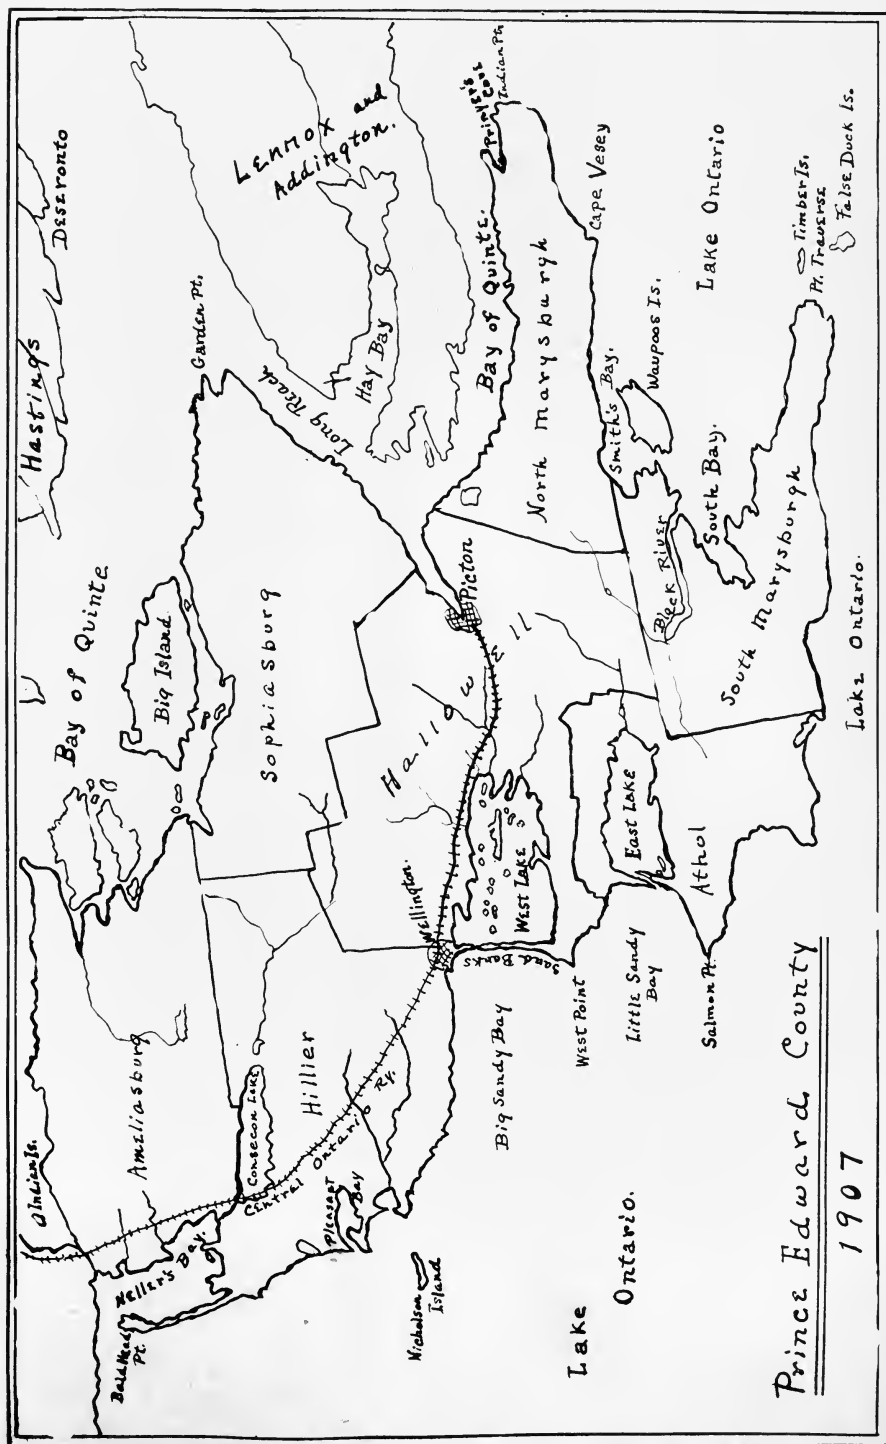 Hastings
Deseronto
Bay of Quinte
Lennox and
Addington.
Garden Pt.
Long Reach
Hay Bay
Big Island
Indian Is.
Ameliasburg
Sophiasburg
Bay of Quinte.
Prinyer's
Cove
Indian Pt.
Bald Head
Pt.
Weller's Bay.
Consecon Lake
Hillier
Central Ontario Ry.
Hallowell
Picton
North Marysburgh
Cape Vesey
Pleasant
Bay
Wellington.
Nicholson
Island
West Lake
Sand Banks
Smith's Bay.
Waupoos Is.
Lake Ontario
Big Sandy Bay
West Point
East Lake
Black River
South Bay.
Little Sandy
Bay
Athol
South Marysburgh
Timber Is.
Pt. Traverse
False Duck Is.
Salmon Pt.
Lake
Ontario.
Lake Ontario.
Prince Edward County
1907